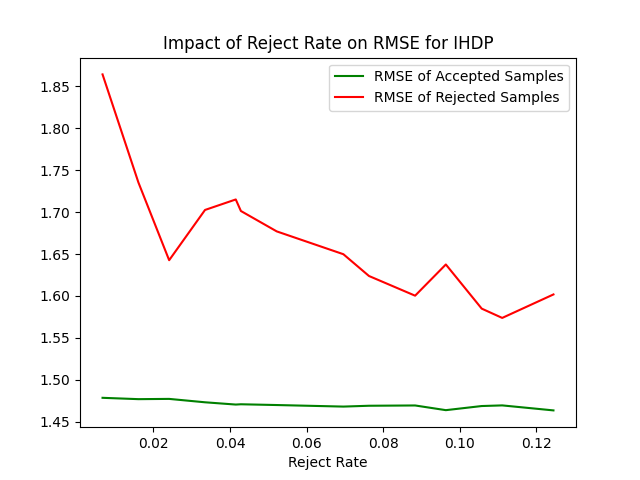 Impact of Reject Rate on RMSE for IHDP
RMSE of Accepted Samples
RMSE of Rejected Samples
1.85
1.80
1.75
1.70
1.65
1.60
1.55
1.50
1.45
0.02 0.04 0.06 0.08 0.10 0.12
Reject Rate